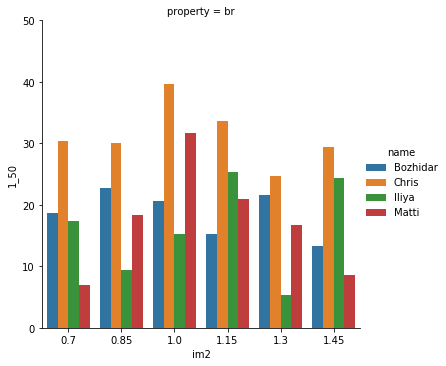 property = br
50
40
30
20
10
0
1_50
0.7 0.85 1.0 1.15 1.3 1.45
im2
name
Bozhidar
Chris
Iliya
Matti